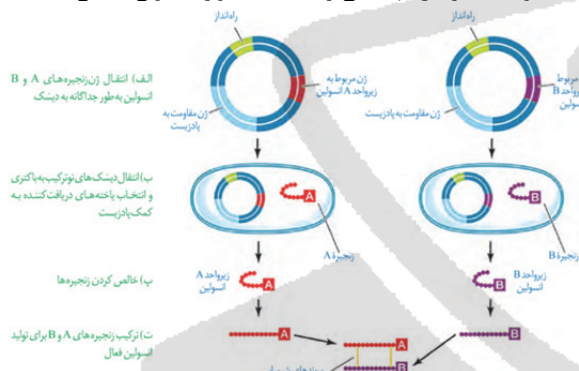 راه‌انداز
راه‌انداز
الف) انتقال ژن زنجیره‌های A و B
انسولین به‌طور جداگانه به دیسک
ژن مربوط به
زیرواحد A انسولین
مربوط
زیرواحد B
سولین
ژن مقاومت به
پادزیست
ژن مقاومت به پادزیست
ب) انتقال دیسک‌های نوترکیب به باکتری
و انتخاب یاخته‌های دریافت‌کننده به
کمک پادزیست
A
B
زنجیره A
زنجیره B
پ) خالص کردن زنجیره‌ها
زیرواحد A
انسولین
A
زیرواحد B
انسولین
B
ت) ترکیب زنجیره‌های A و B برای تولید
انسولین فعال
A
A
B
B